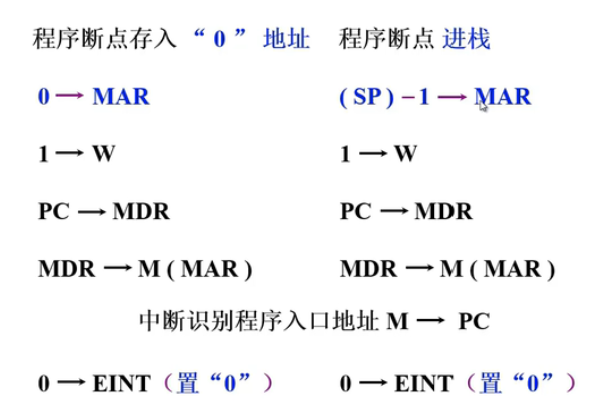 程序断点存入 “ 0 ” 地址 程序断点 进栈
0 → MAR ( SP ) − 1 → MAR
1 → W 1 → W
PC → MDR PC → MDR
MDR → M ( MAR ) MDR → M ( MAR )
中断识别程序入口地址 M → PC
0 → EINT（置“0”） 0 → EINT（置“0”）